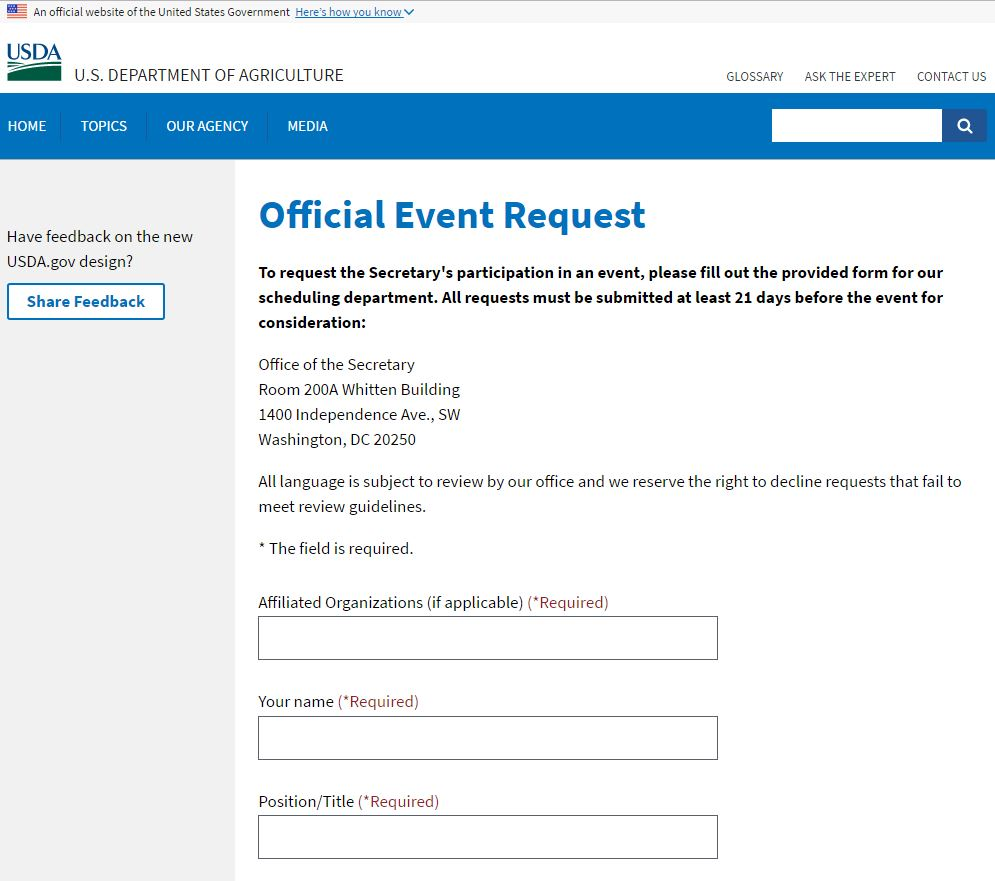 An official website of the United States Government Here's how you know
USDA
U.S. DEPARTMENT OF AGRICULTURE
GLOSSARY ASK THE EXPERT CONTACT US
HOME TOPICS OUR AGENCY MEDIA
Have feedback on the new
USDA.gov design?
Share Feedback
Official Event Request
To request the Secretary's participation in an event, please fill out the provided form for our
scheduling department. All requests must be submitted at least 21 days before the event for
consideration:
Office of the Secretary
Room 200A Whitten Building
1400 Independence Ave., SW
Washington, DC 20250
All language is subject to review by our office and we reserve the right to decline requests that fail to
meet review guidelines.
* The field is required.
Affiliated Organizations (if applicable) (*Required)
Your name (*Required)
Position/Title (*Required)